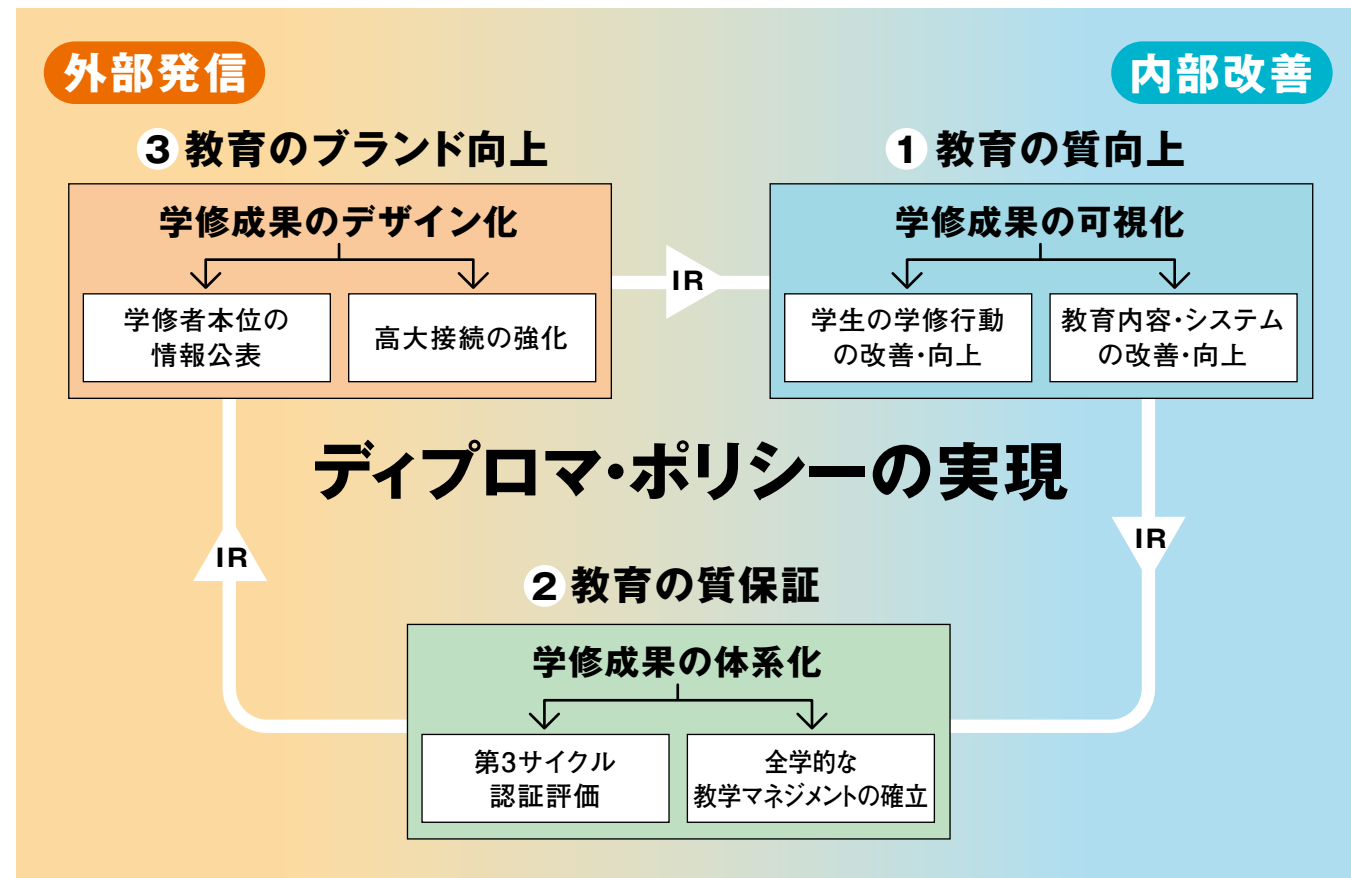 外部発信
内部改善
3 教育のブランド向上
学修成果のデザイン化
学修者本位の
情報公表
高大接続の強化
IR
1 教育の質向上
学修成果の可視化
学生の学修行動
の改善・向上
教育内容・システム
の改善・向上
ディプロマ・ポリシーの実現
IR
IR
2 教育の質保証
学修成果の体系化
第3サイクル
認証評価
全学的な
教学マネジメントの確立